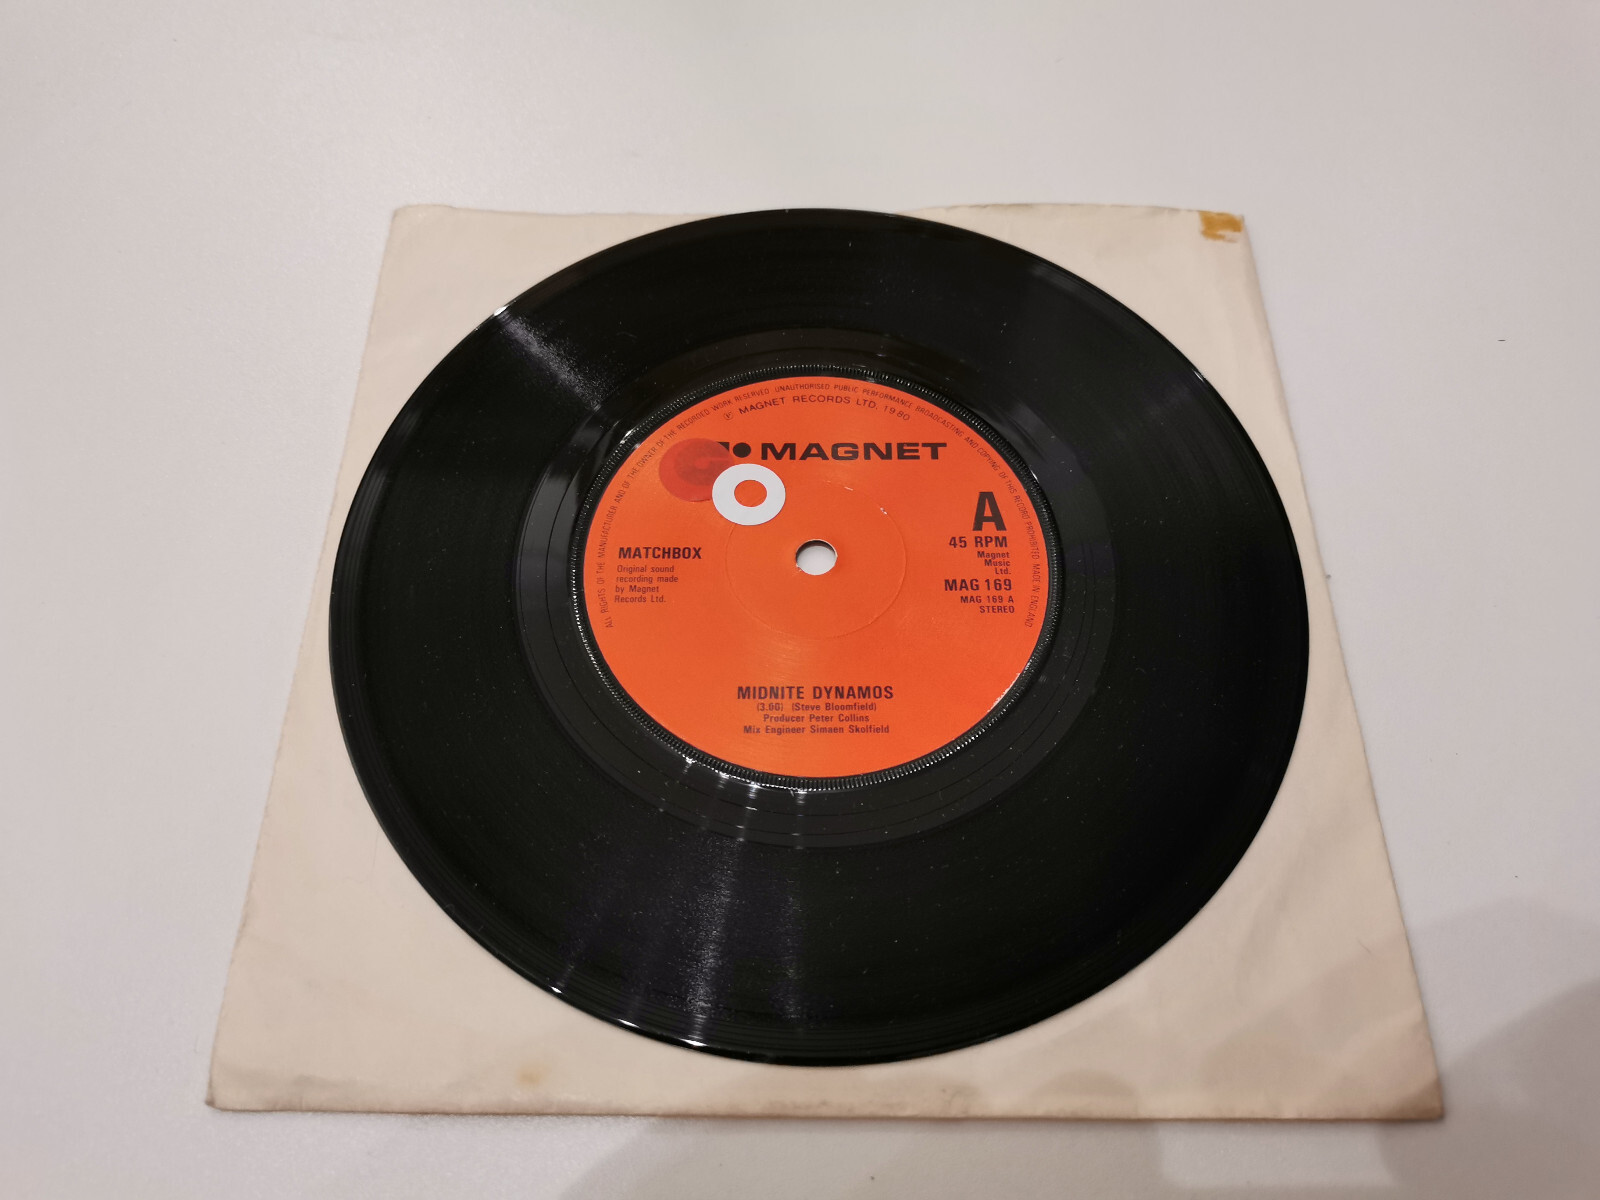 ALL RIGHTS OF THE MANUFACTURER AND OF THE OWNER OF THE RECORDED WORK RESERVED. UNAUTHORISED PUBLIC PERFORMANCE BROADCASTING AND COPYING OF THIS RECORD PROHIBITED MADE IN ENGLAND
Ⓟ MAGNET RECORDS LTD, 1980
MAGNET
A
45 RPM
Magnet
Music
Ltd.
MAG 169
MAG 169 A
STEREO
MATCHBOX
Original sound
recording made
by Magnet
Records Ltd.
MIDNITE DYNAMOS
(3.60) (Steve Bloomfield)
Producer Peter Collins
Mix Engineer Simaen Skolfield